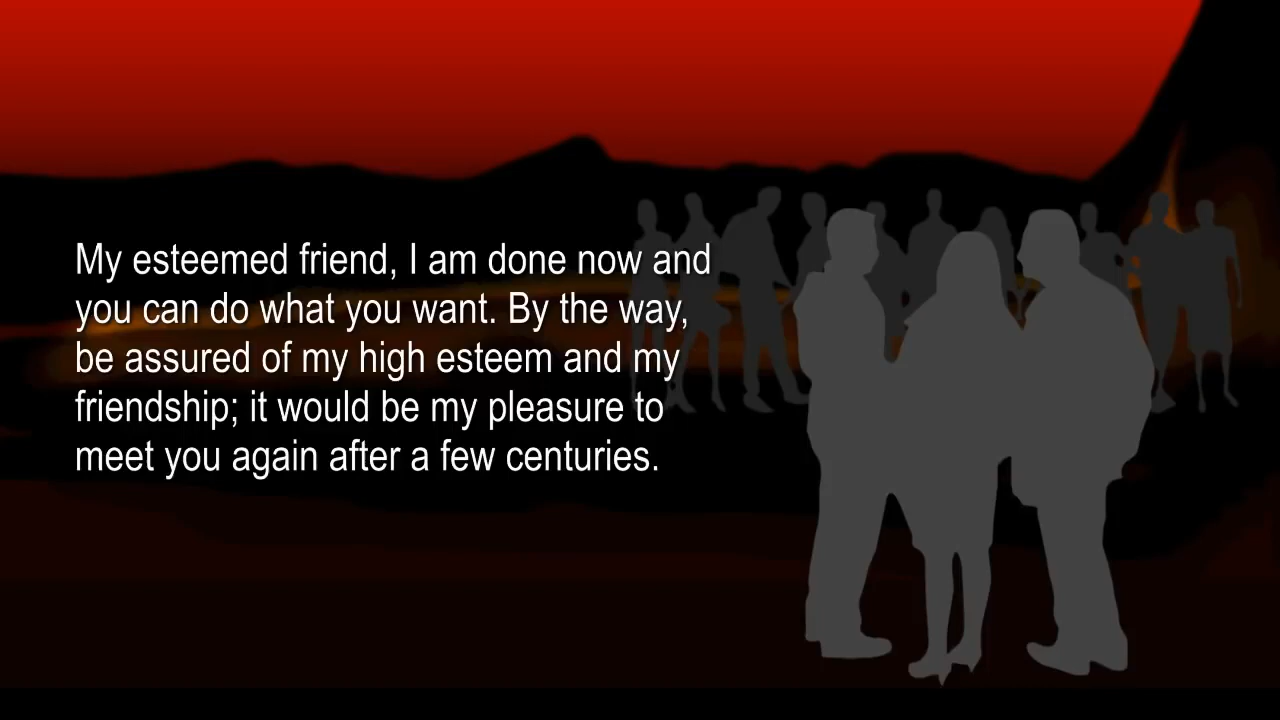 My esteemed friend, I am done now and
you can do what you want. By the way,
be assured of my high esteem and my
friendship; it would be my pleasure to
meet you again after a few centuries.